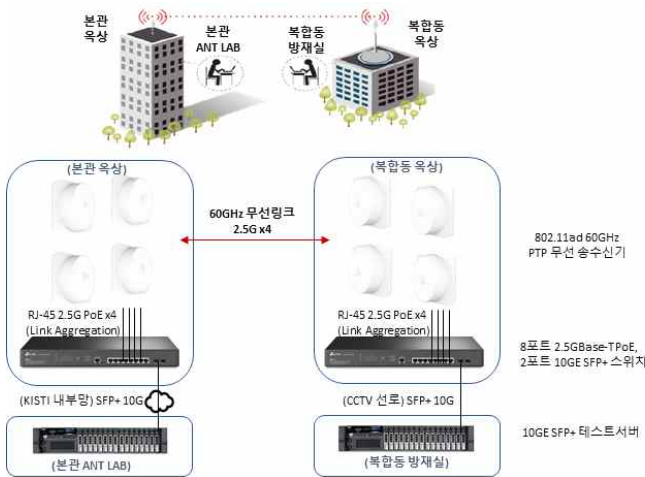 본관
옥상
본관
ANT LAB
복합동
방재실
복합동
옥상
(본관 옥상)
(복합동 옥상)
60GHz 무선링크
2.5G x4
802.11ad 60GHz
PTP 무선 송수신기
RJ-45 2.5G PoE x4
(Link Aggregation)
RJ-45 2.5G PoE x4
(Link Aggregation)
8포트 2.5GBase-TPoE,
2포트 10GE SFP+ 스위치
(KISTI 내부망) SFP+ 10G
(CCTV 선로) SFP+ 10G
10GE SFP+ 테스트서버
(본관 ANT LAB)
(복합동 방재실)